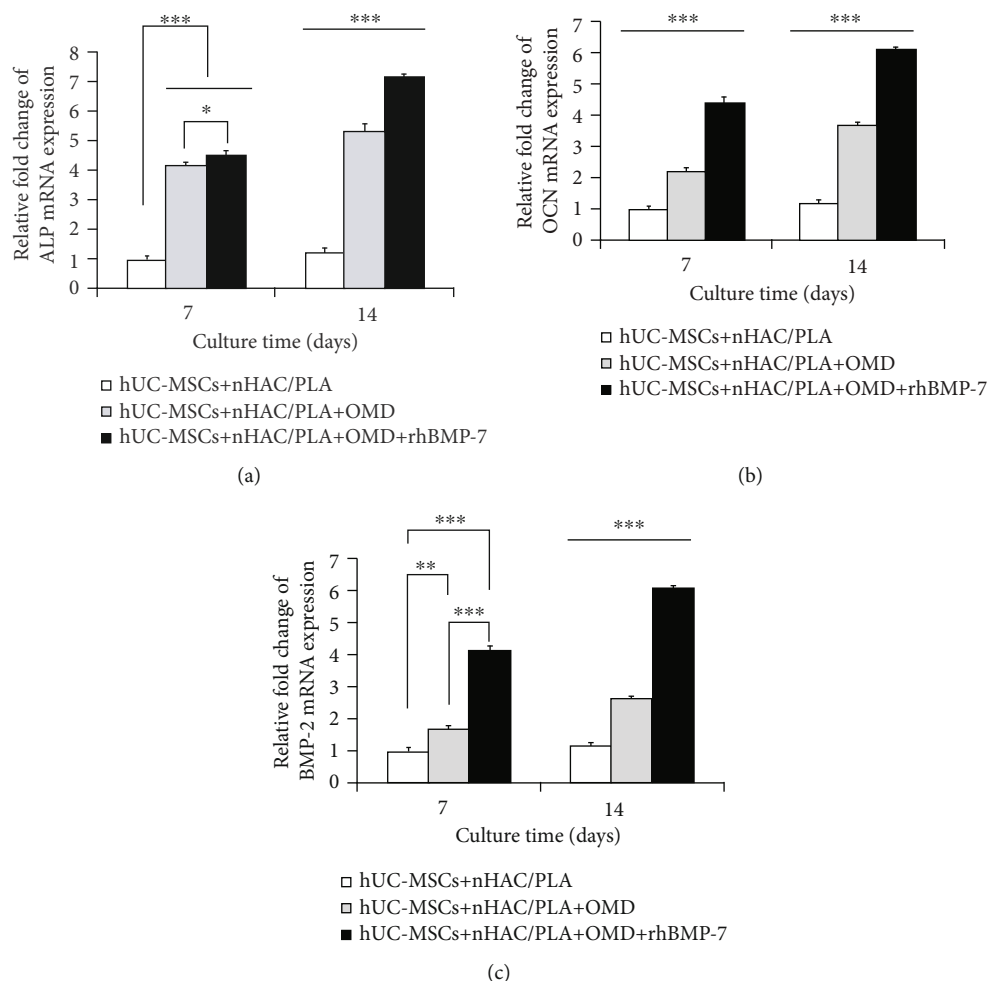 ***
***
8
7
6
5
4
3
2
1
0
*
Relative fold change of
ALP mRNA expression
7
14
Culture time (days)
hUC-MSCs+nHAC/PLA
hUC-MSCs+nHAC/PLA+OMD
hUC-MSCs+nHAC/PLA+OMD+rhBMP-7
(a)
***
***
7
6
5
4
3
2
1
0
Relative fold change of
OCN mRNA expression
7
14
Culture time (days)
hUC-MSCs+nHAC/PLA
hUC-MSCs+nHAC/PLA+OMD
hUC-MSCs+nHAC/PLA+OMD+rhBMP-7
(b)
***
***
**
***
7
6
5
4
3
2
1
0
Relative fold change of
BMP-2 mRNA expression
7
14
Culture time (days)
hUC-MSCs+nHAC/PLA
hUC-MSCs+nHAC/PLA+OMD
hUC-MSCs+nHAC/PLA+OMD+rhBMP-7
(c)